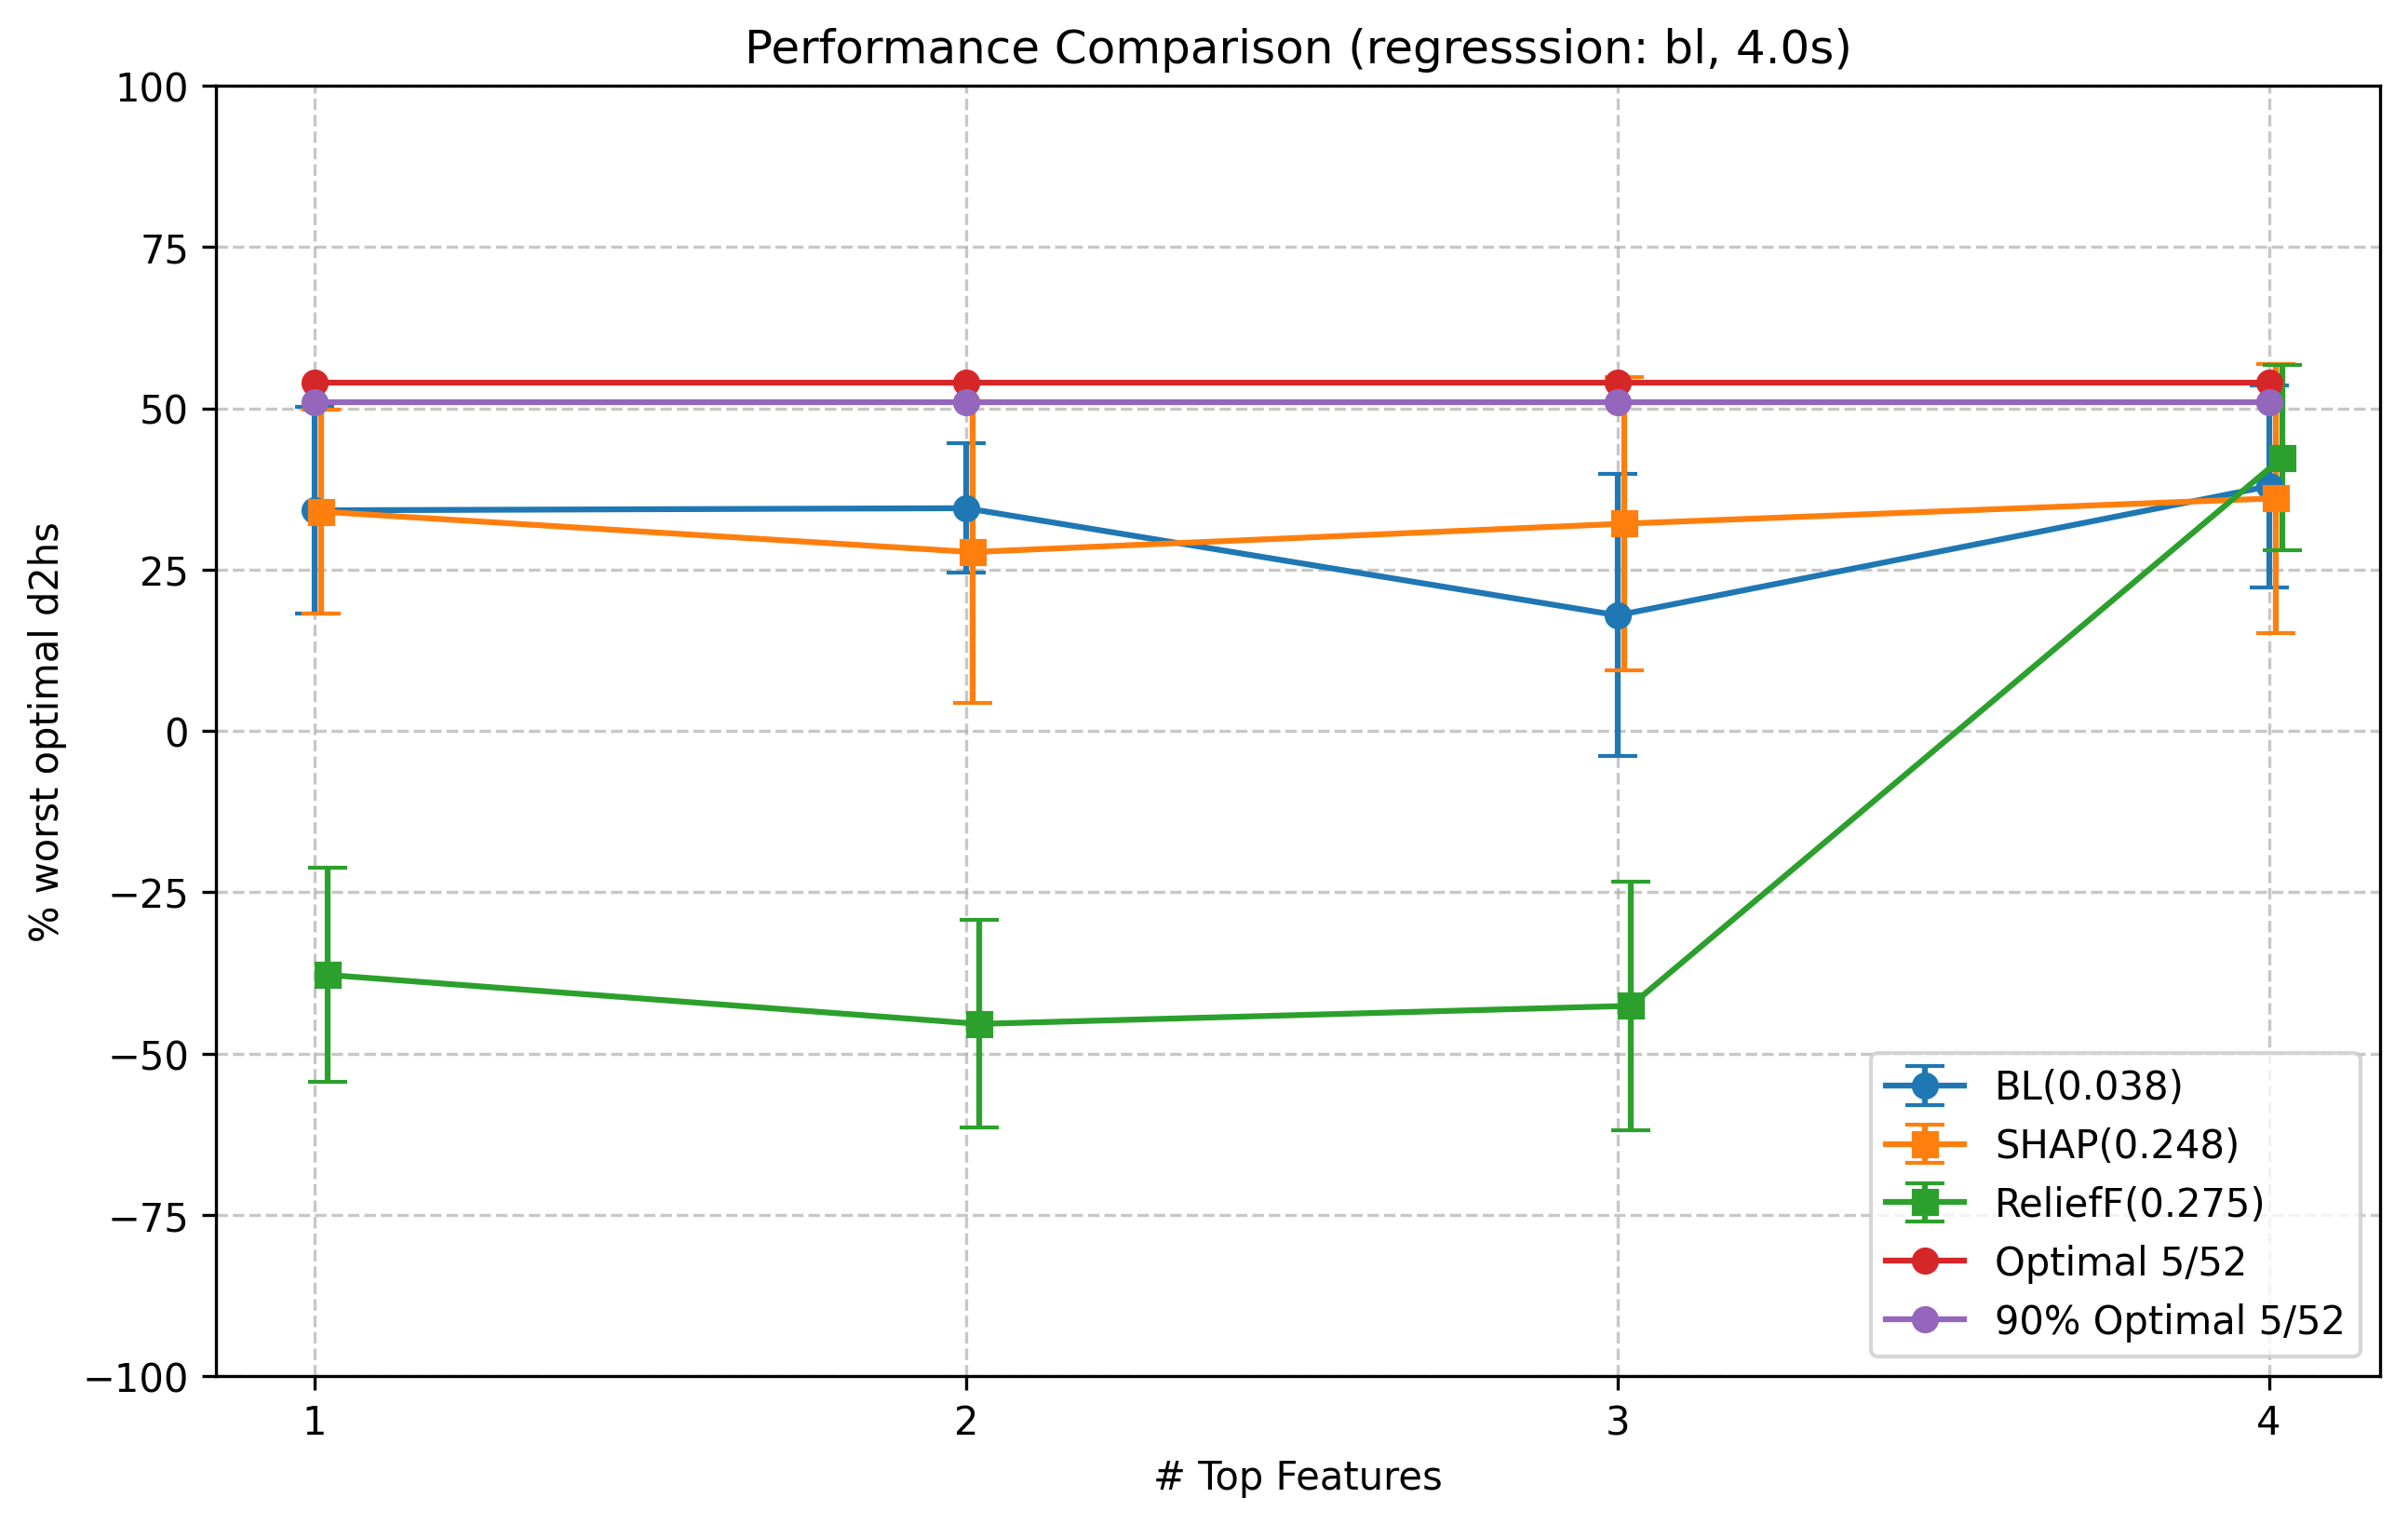 Performance Comparison (regresssion: bl, 4.0s)
% worst optimal d2hs
100
75
50
25
0
−25
−50
−75
−100
1
2
3
4
# Top Features
BL(0.038)
SHAP(0.248)
ReliefF(0.275)
Optimal 5/52
90% Optimal 5/52